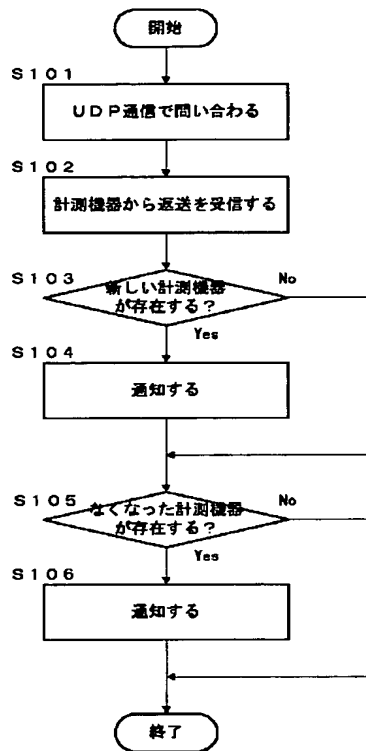 開始
S101
UDP通信で問い合わる
S102
計測機器から返送を受信する
S103
新しい計測機器
が存在する?
No
Yes
S104
通知する
S105
なくなった計測機器
が存在する?
No
Yes
S106
通知する
終了